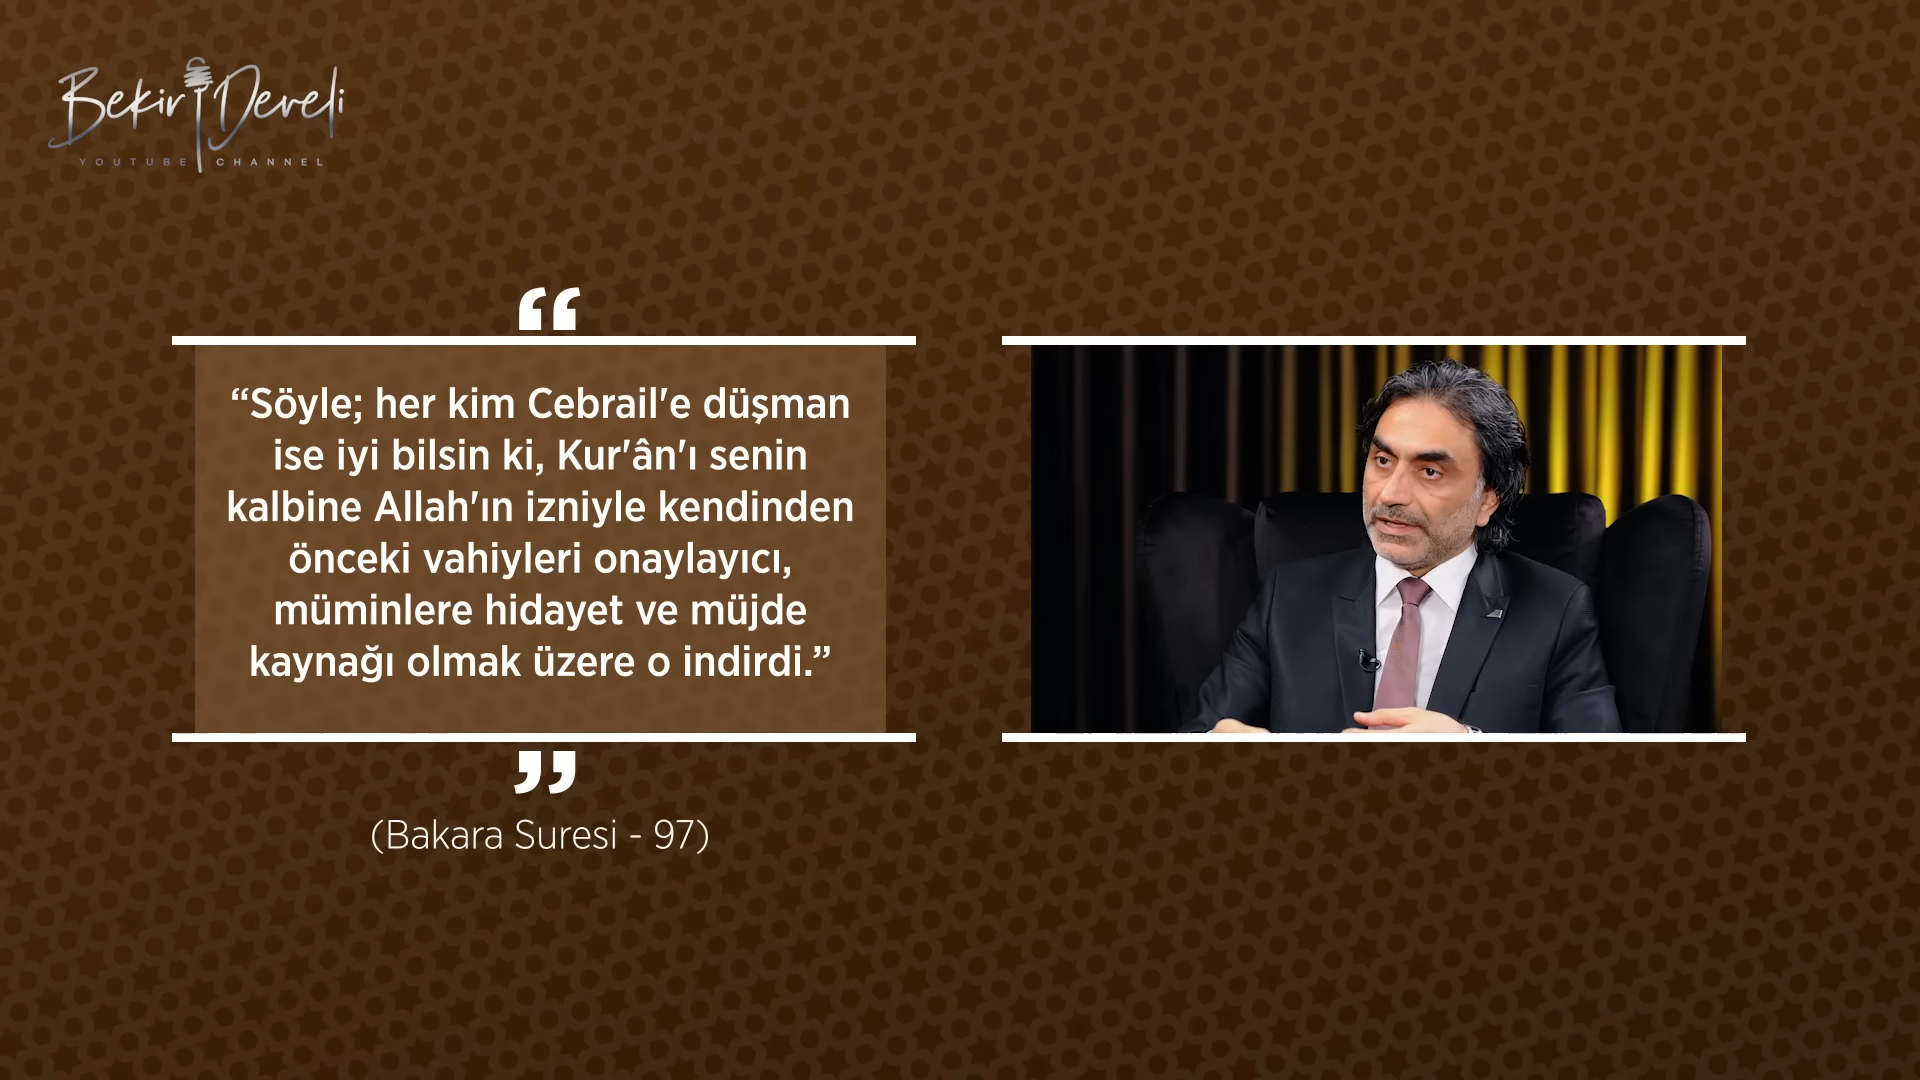 Bekir Develi
YOUTUBE CHANNEL
“
“Söyle; her kim Cebrail'e düşman
ise iyi bilsin ki, Kur'ân'ı senin
kalbine Allah'ın izniyle kendinden
önceki vahiyleri onaylayıcı,
müminlere hidayet ve müjde
kaynağı olmak üzere o indirdi.”
”
(Bakara Suresi - 97)